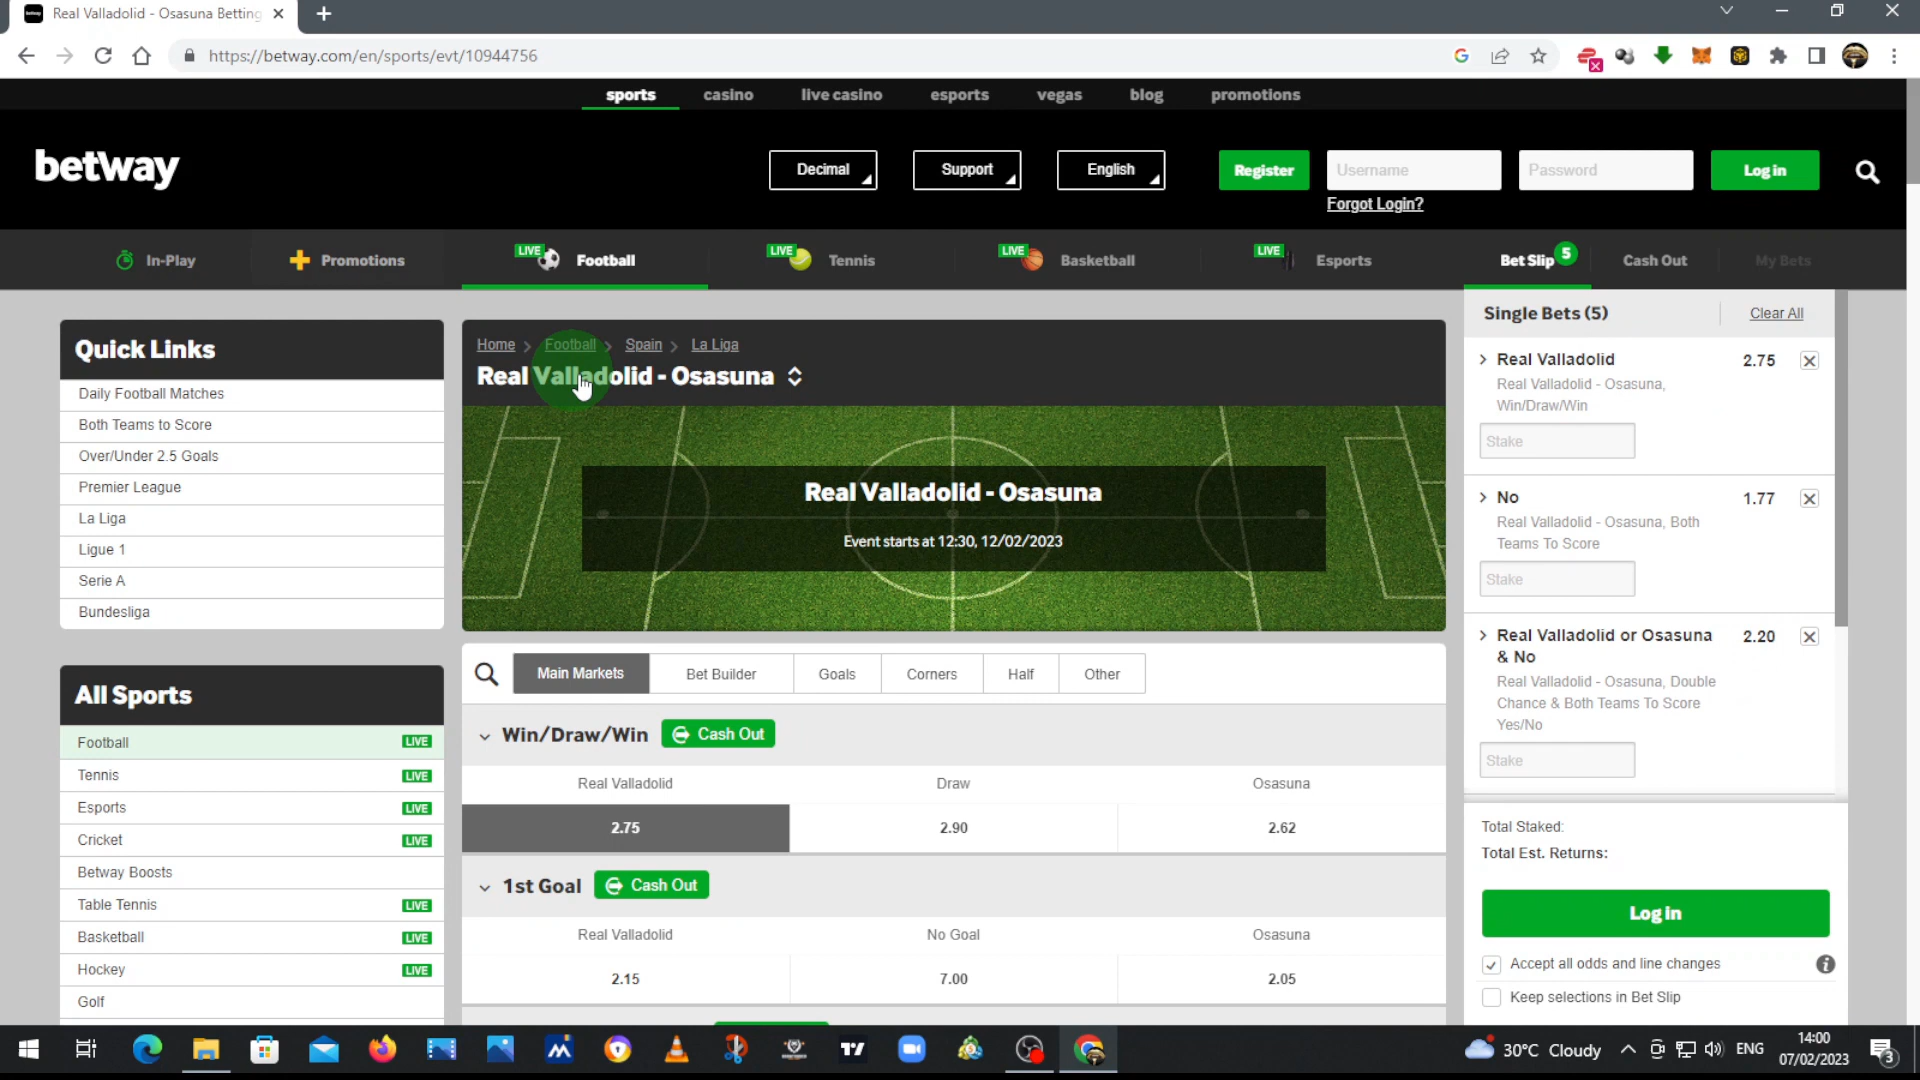 Real Valladolid - Osasuna Betting
https://betway.com/en/sports/evt/10944756
sports casino live casino esports vegas blog promotions
betway
Decimal Support English Register Username Password Log in
Forgot Login?
In-Play Promotions LIVE Football LIVE Tennis LIVE Basketball LIVE Esports Bet Slip 5 Cash Out My Bets
Quick Links
Daily Football Matches
Both Teams to Score
Over/Under 2.5 Goals
Premier League
La Liga
Ligue 1
Serie A
Bundesliga
All Sports
Football LIVE
Tennis LIVE
Esports LIVE
Cricket LIVE
Betway Boosts
Table Tennis LIVE
Basketball LIVE
Hockey LIVE
Golf
Home > Football > Spain > La Liga
Real Valladolid - Osasuna
Real Valladolid - Osasuna
Event starts at 12:30, 12/02/2023
Main Markets Bet Builder Goals Corners Half Other
Win/Draw/Win Cash Out
Real Valladolid Draw Osasuna
2.75 2.90 2.62
1st Goal Cash Out
Real Valladolid No Goal Osasuna
2.15 7.00 2.05
Single Bets (5) Clear All
Real Valladolid 2.75
Real Valladolid - Osasuna,
Win/Draw/Win
Stake
No 1.77
Real Valladolid - Osasuna, Both
Teams To Score
Stake
Real Valladolid or Osasuna 2.20
& No
Real Valladolid - Osasuna, Double
Chance & Both Teams To Score
Yes/No
Stake
Total Staked:
Total Est. Returns:
Log in
Accept all odds and line changes
Keep selections in Bet Slip
30°C Cloudy ENG 14:00
07/02/2023
3